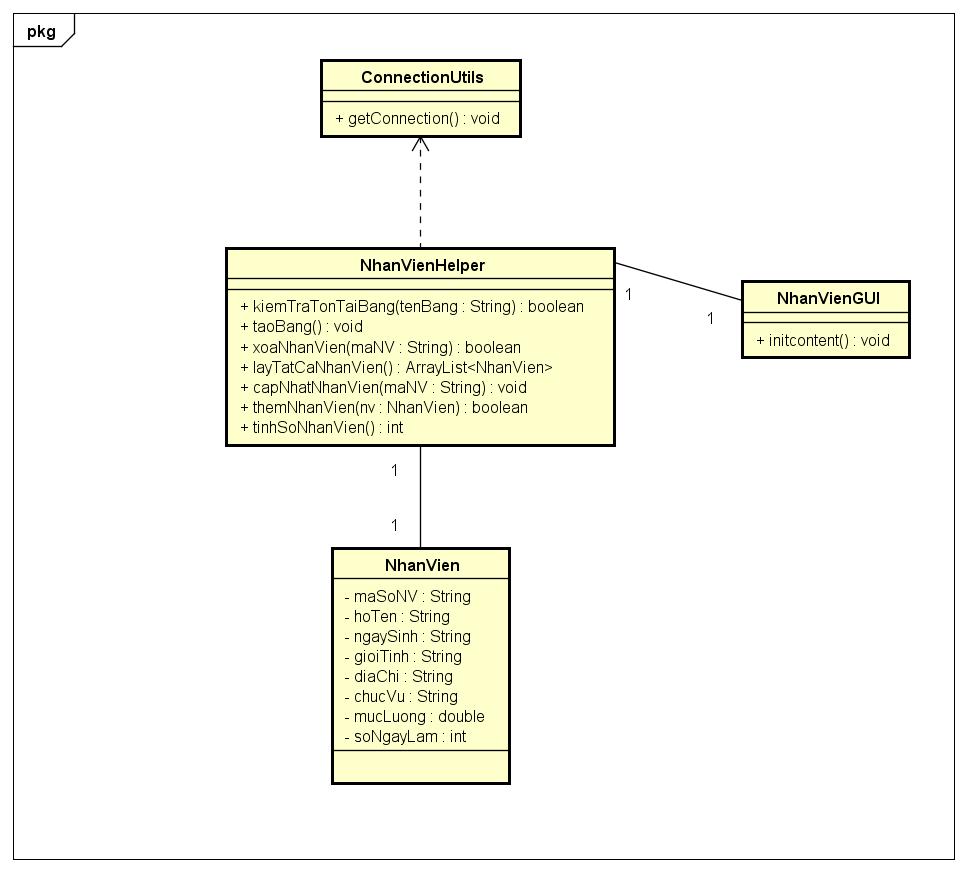 pkg
ConnectionUtils
+ getConnection() : void
NhanVienHelper
+ kiemTraTonTaiBang(tenBang : String) : boolean
+ taoBang() : void
+ xoaNhanVien(maNV : String) : boolean
+ layTatCaNhanVien() : ArrayList<NhanVien>
+ capNhatNhanVien(maNV : String) : void
+ themNhanVien(nv : NhanVien) : boolean
+ tinhSoNhanVien() : int
1
1
NhanVienGUI
+ initcontent() : void
1
1
NhanVien
- maSoNV : String
- hoTen : String
- ngaySinh : String
- gioiTinh : String
- diaChi : String
- chucVu : String
- mucLuong : double
- soNgayLam : int